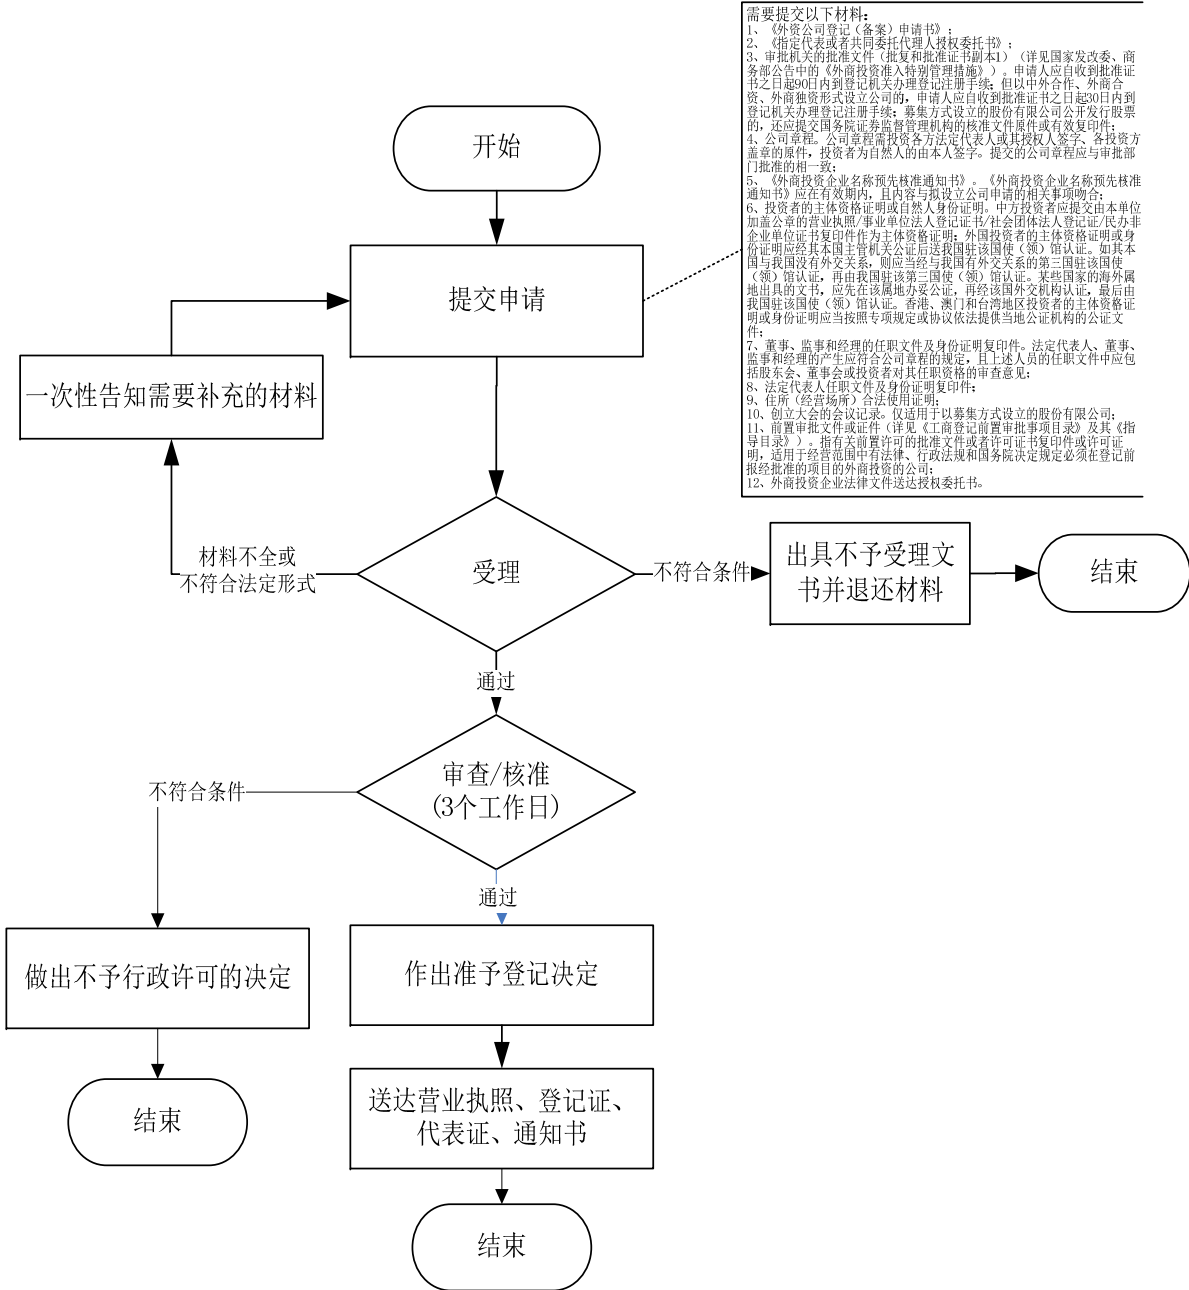 需要提交以下材料：
1、《外资公司登记（备案）申请书》；
2、《指定代表或者共同委托代理人授权委托书》；
3、审批机关的批准文件（批复和批准证书副本1）（详见国家发改委、商
务部公告中的《外商投资准入特别管理措施》）。申请人应自收到批准证
书之日起90日内到登记机关办理登记注册手续；但以中外合作、外商合
资、外商独资形式设立公司的，申请人应自收到批准证书之日起30日内到
登记机关办理登记注册手续；募集方式设立的股份有限公司公开发行股票
的，还应提交国务院证券监督管理机构的核准文件原件或有效复印件；
4、公司章程。公司章程需投资各方法定代表人或其授权人签字、各投资方
盖章的原件，投资者为自然人的由本人签字。提交的公司章程应与审批部
门批准的相一致；
5、《外商投资企业名称预先核准通知书》。《外商投资企业名称预先核准
通知书》应在有效期内，且内容与拟设立公司申请的相关事项吻合；
6、投资者的主体资格证明或自然人身份证明。中方投资者应提交由本单位
加盖公章的营业执照/事业单位法人登记证书/社会团体法人登记证/民办非
企业单位证书复印件作为主体资格证明；外国投资者的主体资格证明或身
份证明应经其本国主管机关公证后送我国驻该国使（领）馆认证。如其本
国与我国没有外交关系，则应当经与我国有外交关系的第三国驻该国使
（领）馆认证，再由我国驻该第三国使（领）馆认证。某些国家的海外属
地出具的文书，应先在该属地办妥公证，再经该国外交机构认证，最后由
我国驻该国使（领）馆认证。香港、澳门和台湾地区投资者的主体资格证
明或身份证明应当按照专项规定或协议依法提供当地公证机构的公证文
件；
7、董事、监事和经理的任职文件及身份证明复印件。法定代表人、董事、
监事和经理的产生应符合公司章程的规定，且上述人员的任职文件中应包
括股东会、董事会或投资者对其任职资格的审查意见；
8、法定代表人任职文件及身份证明复印件；
9、住所（经营场所）合法使用证明；
10、创立大会的会议记录。仅适用于以募集方式设立的股份有限公司；
11、前置审批文件或证件（详见《工商登记前置审批事项目录》及其《指
导目录》）。指有关前置许可的批准文件或者许可证书复印件或许可证
明，适用于经营范围中有法律、行政法规和国务院决定规定必须在登记前
报经批准的项目的外商投资的公司；
12、外商投资企业法律文件送达授权委托书。
开始
提交申请
一次性告知需要补充的材料
材料不全或
不符合法定形式
受理
不符合条件
出具不予受理文
书并退还材料
结束
通过
审查/核准
(3个工作日)
不符合条件
通过
做出不予行政许可的决定
作出准予登记决定
结束
送达营业执照、登记证、
代表证、通知书
结束